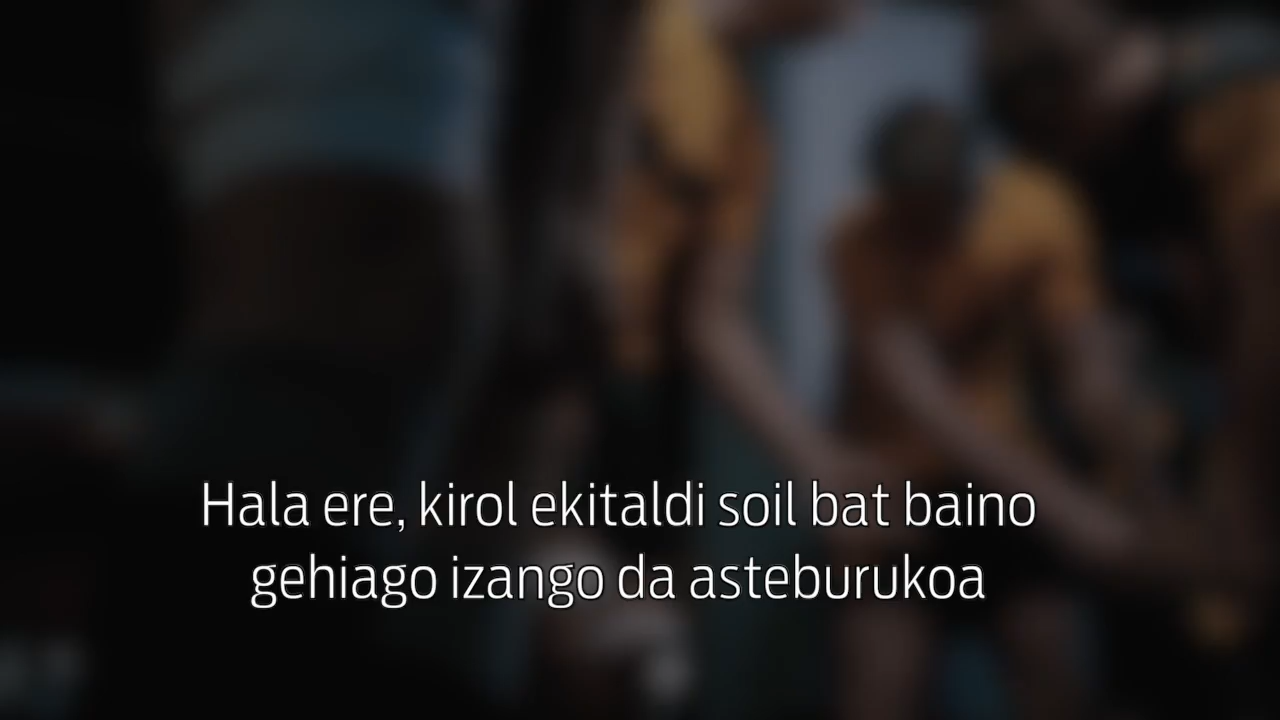 Hala ere, kirol ekitaldi soil bat baino
gehiago izango da asteburukoa